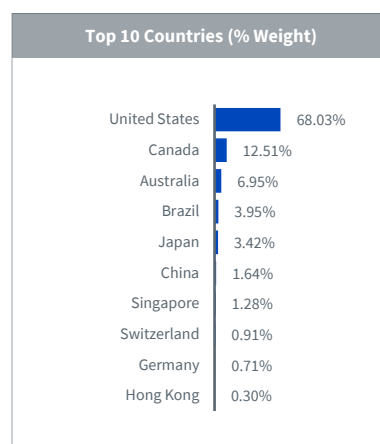 Top 10 Countries (% Weight)
United States 68.03%
Canada 12.51%
Australia 6.95%
Brazil 3.95%
Japan 3.42%
China 1.64%
Singapore 1.28%
Switzerland 0.91%
Germany 0.71%
Hong Kong 0.30%